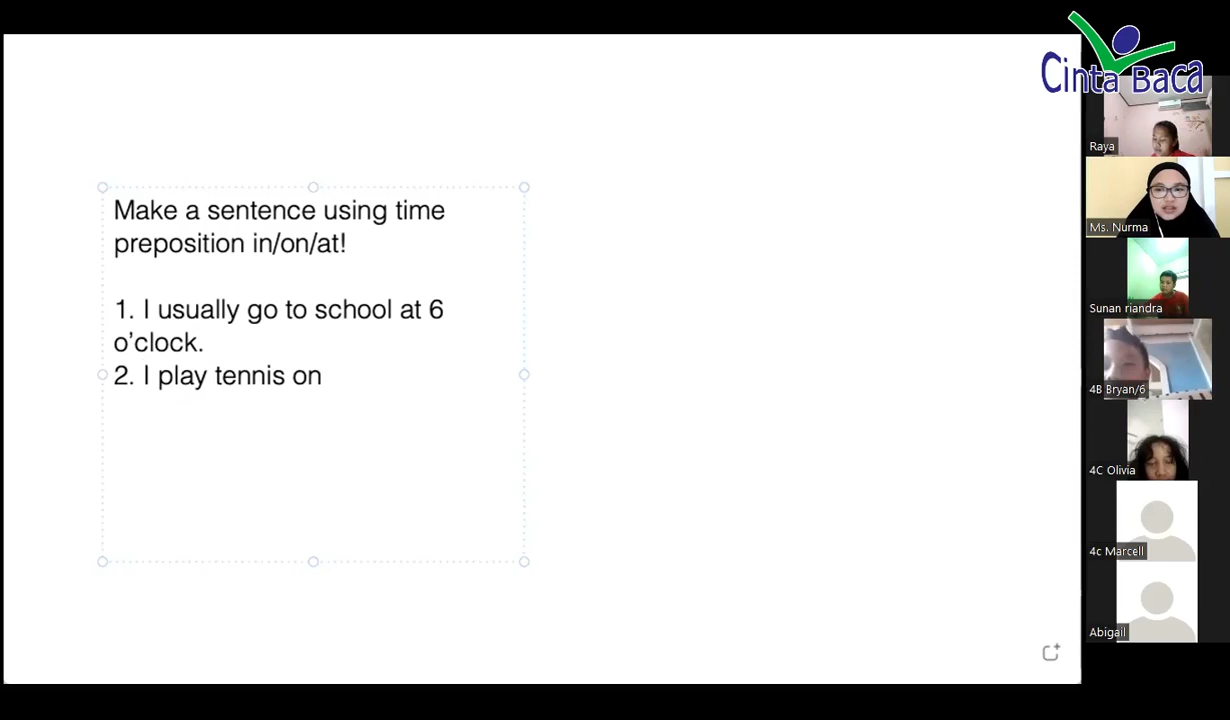 Cinta Baca
Make a sentence using time
preposition in/on/at!
1. I usually go to school at 6
o’clock.
2. I play tennis on
Raya
Ms. Nurma
Sunan riandra
4B Bryan/6
4C Olivia
4c Marcell
Abigail